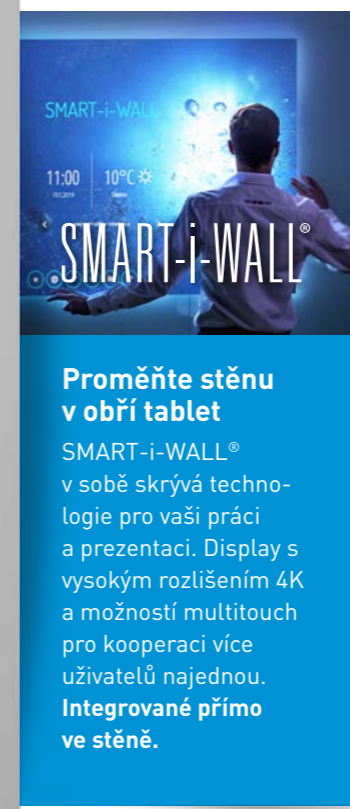 SMART-i-WALL
11:00
10°C
SMART-i-WALL®
Proměňte stěnu
v obří tablet
SMART-i-WALL®
v sobě skrývá techno-
logie pro vaši práci
a prezentaci. Display s
vysokým rozlišením 4K
a možností multitouch
pro kooperaci více
uživatelů najednou.
Integrované přímo
ve stěně.